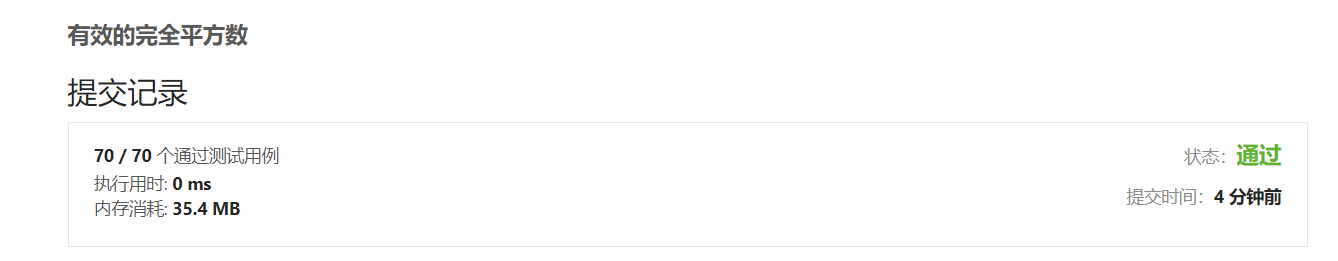 有效的完全平方数
提交记录
70 / 70 个通过测试用例
状态：通过
执行用时: 0 ms
提交时间：4 分钟前
内存消耗: 35.4 MB